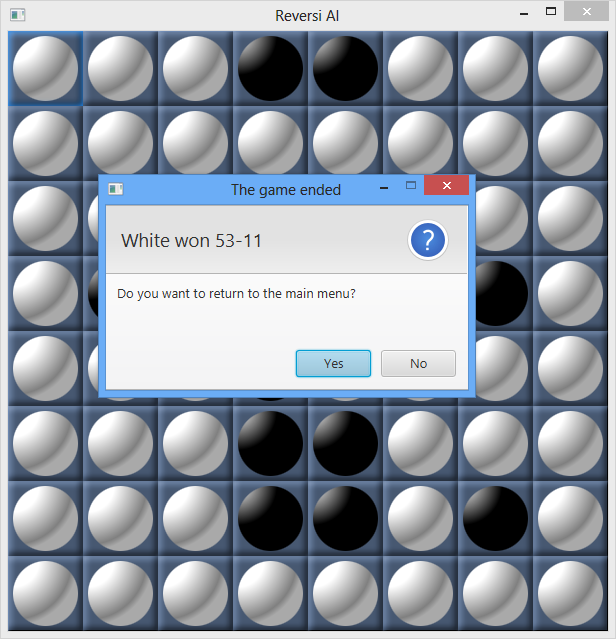 Reversi AI
The game ended
White won 53-11
?
Do you want to return to the main menu?
Yes No